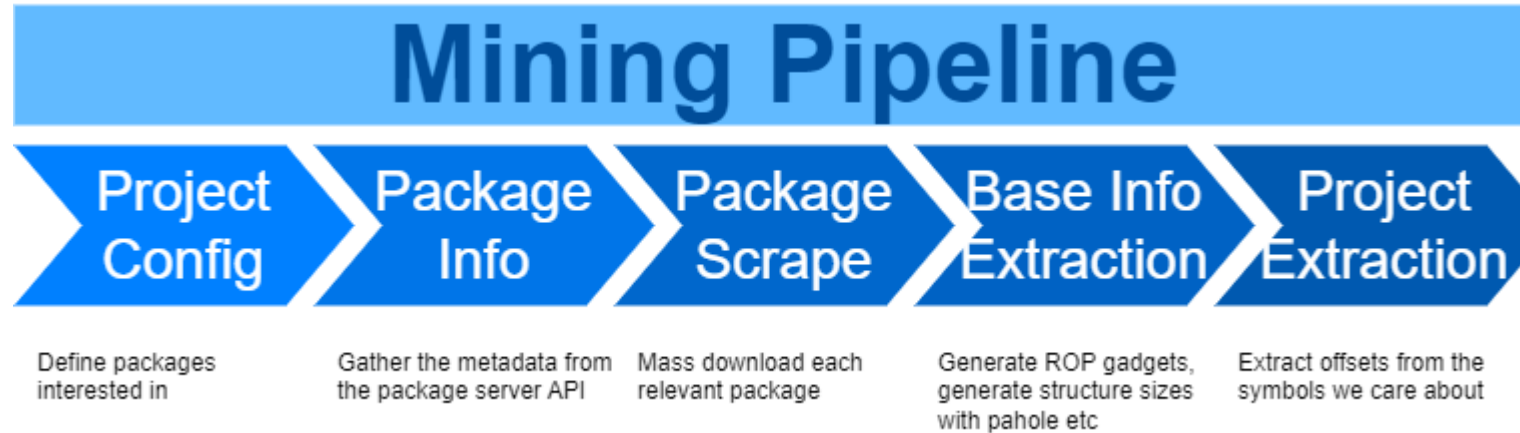 Mining Pipeline
Project
Config
Package
Info
Package
Scrape
Base Info
Extraction
Project
Extraction
Define packages
interested in
Gather the metadata from
the package server API
Mass download each
relevant package
Generate ROP gadgets,
generate structure sizes
with pahole etc
Extract offsets from the
symbols we care about